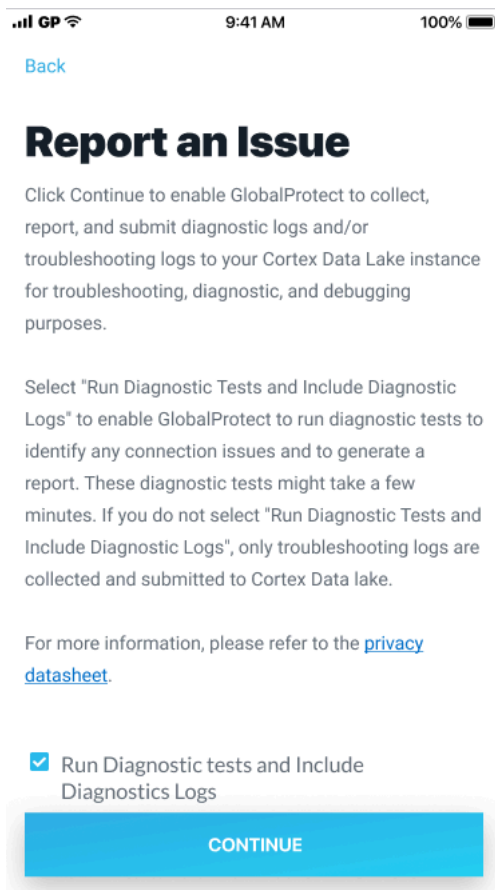 GP 9:41 AM 100%
Back
Report an Issue
Click Continue to enable GlobalProtect to collect,
report, and submit diagnostic logs and/or
troubleshooting logs to your Cortex Data Lake instance
for troubleshooting, diagnostic, and debugging
purposes.
Select "Run Diagnostic Tests and Include Diagnostic
Logs" to enable GlobalProtect to run diagnostic tests to
identify any connection issues and to generate a
report. These diagnostic tests might take a few
minutes. If you do not select "Run Diagnostic Tests and
Include Diagnostic Logs", only troubleshooting logs are
collected and submitted to Cortex Data lake.
For more information, please refer to the privacy
datasheet.
Run Diagnostic tests and Include
Diagnostics Logs
CONTINUE